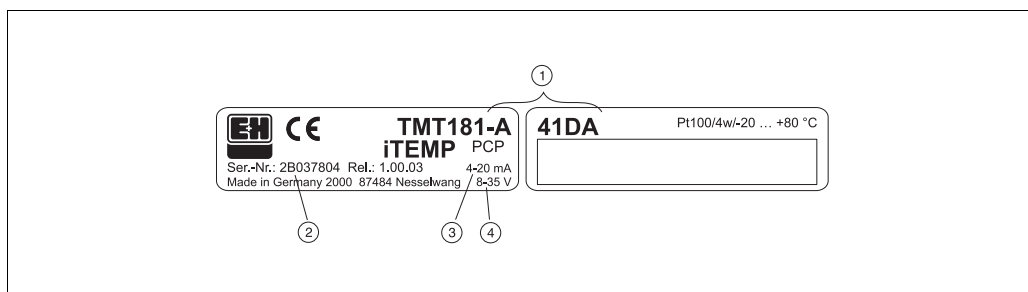 1
E+H CE TMT181-A
iTEMP PCP
Ser.-Nr.: 2B037804 Rel.: 1.00.03 4-20 mA
Made in Germany 2000 87484 Nesselwang 8-35 V
41DA Pt100/4w/-20 ... +80 °C
2 3 4